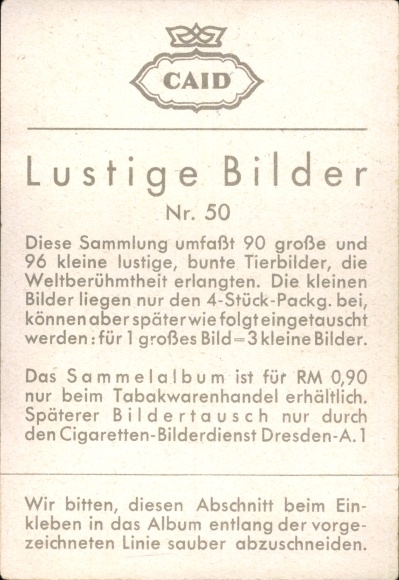 CAID
Lustige Bilder
Nr. 50
Diese Sammlung umfaßt 90 große und
96 kleine lustige, bunte Tierbilder, die
Weltberühmtheit erlangten. Die kleinen
Bilder liegen nur den 4-Stück-Packg. bei,
können aber später wie folgt eingetauscht
werden: für 1 großes Bild = 3 kleine Bilder.
Das Sammelalbum ist für RM 0,90
nur beim Tabakwarenhandel erhältlich.
Späterer Bildertausch nur durch
den Cigaretten-Bilderdienst Dresden-A. 1
Wir bitten, diesen Abschnitt beim Ein-
kleben in das Album entlang der vorge-
zeichneten Linie sauber abzuschneiden.